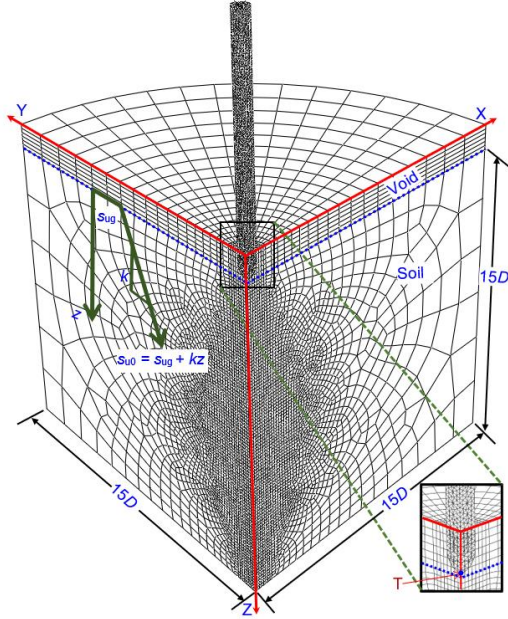 Y
X
Void
sug
Soil
15D
k
z
su0 = sug + kz
15D
15D
T
Z